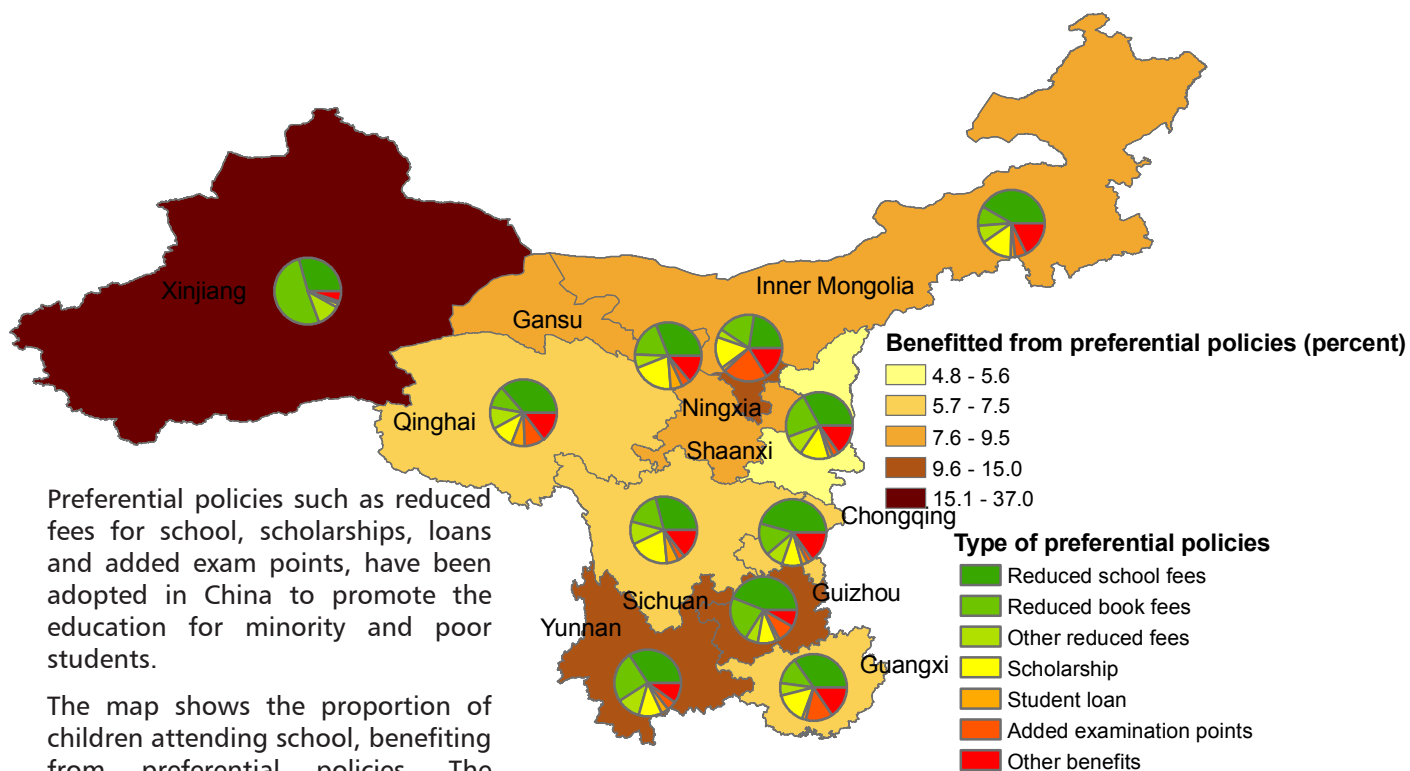 Xinjiang
Inner Mongolia
Gansu
Qinghai
Ningxia
Shaanxi
Chongqing
Sichuan
Guizhou
Yunnan
Guangxi
Benefitted from preferential policies (percent)
4.8 - 5.6
5.7 - 7.5
7.6 - 9.5
9.6 - 15.0
15.1 - 37.0
Type of preferential policies
Reduced school fees
Reduced book fees
Other reduced fees
Scholarship
Student loan
Added examination points
Other benefits
Preferential policies such as reduced
fees for school, scholarships, loans
and added exam points, have been
adopted in China to promote the
education for minority and poor
students.
The map shows the proportion of
children attending school, benefiting
from preferential policies. The